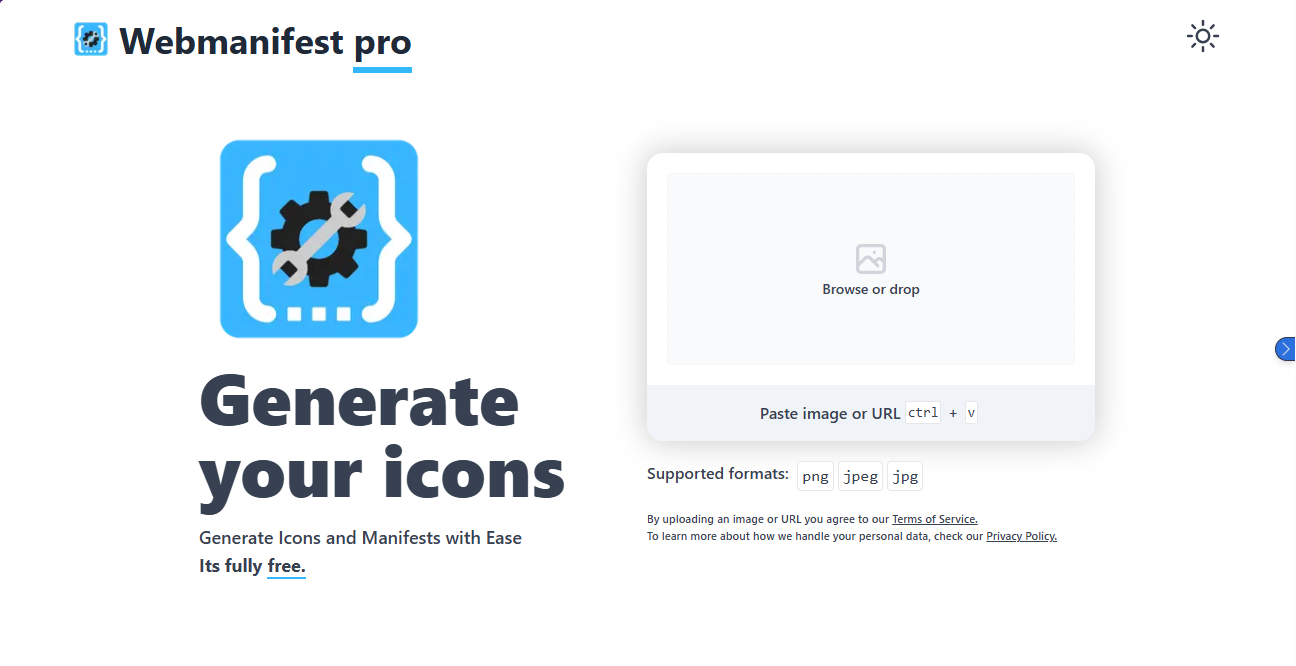 Webmanifest pro
Generate
your icons
Generate Icons and Manifests with Ease
Its fully free.
Browse or drop
Paste image or URL ctrl + v
Supported formats: png jpeg jpg
By uploading an image or URL you agree to our Terms of Service.
To learn more about how we handle your personal data, check our Privacy Policy.